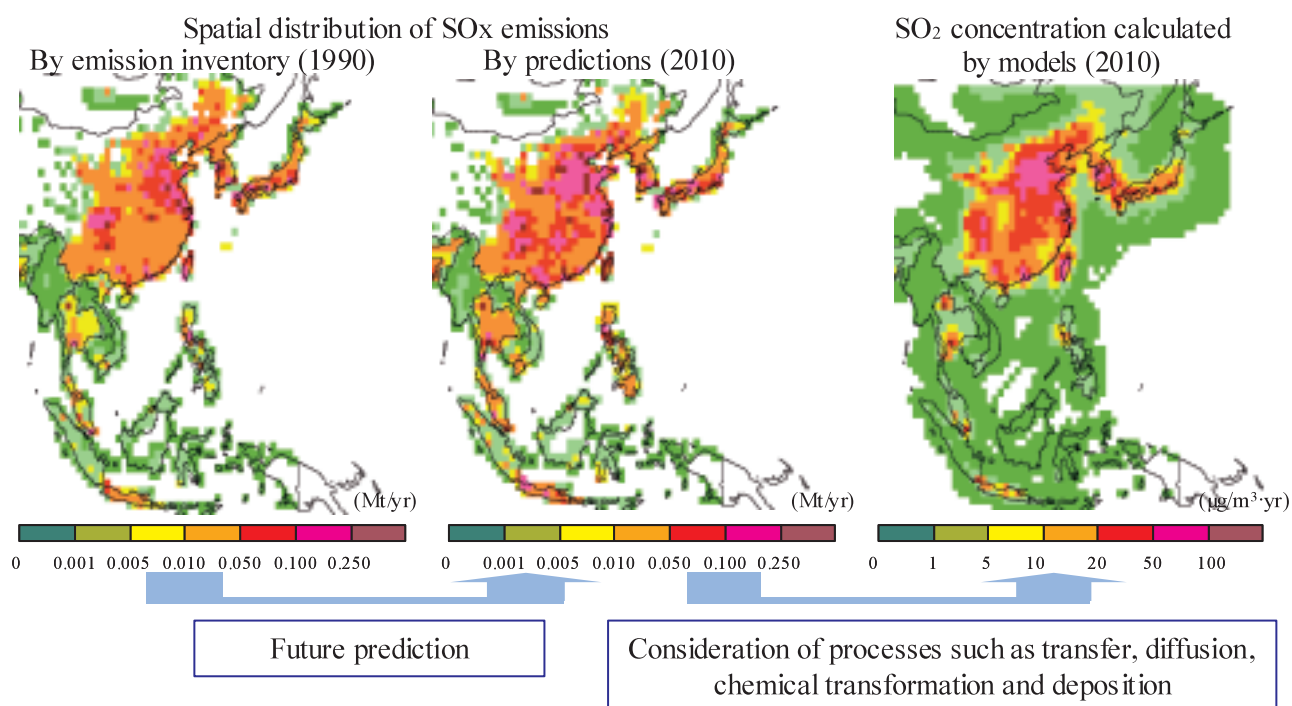 Spatial distribution of SOx emissions
By emission inventory (1990)
By predictions (2010)
SO₂ concentration calculated
by models (2010)
(Mt/yr)
0 0.001 0.005 0.010 0.050 0.100 0.250
(Mt/yr)
0 0.001 0.005 0.010 0.050 0.100 0.250
(µg/m³·yr)
0 1 5 10 20 50 100
Future prediction
Consideration of processes such as transfer, diffusion,
chemical transformation and deposition